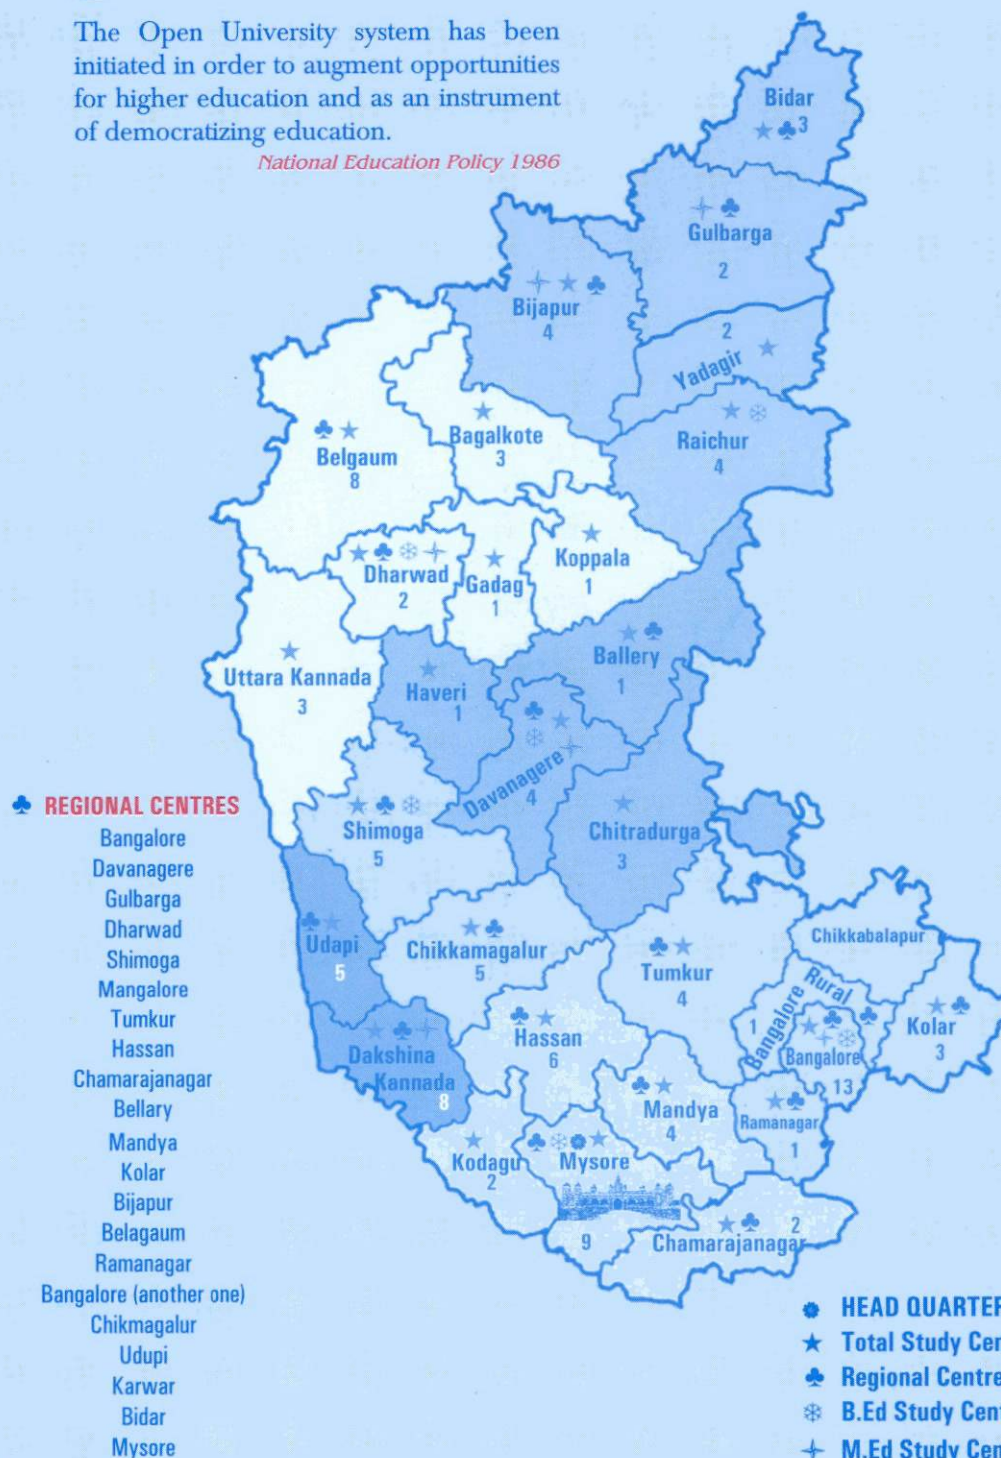 The Open University system has been
initiated in order to augment opportunities
for higher education and as an instrument
of democratizing education.
National Education Policy 1986
Bidar
3
Gulbarga
2
Bijapur
4
2
Yadagir
Raichur
4
Bagalkote
3
Belgaum
8
Koppala
1
Dharwad
2
Gadag
1
Ballery
1
Uttara Kannada
3
Haveri
1
Davanagere
4
Shimoga
5
Chitradurga
3
Udapi
5
Chikkamagalur
5
Tumkur
4
Chikkabalapur
Bangalore Rural
1
Kolar
3
Bangalore
13
Hassan
6
Dakshina
Kannada
8
Mandya
4
Ramanagar
1
Kodagu
2
Mysore
9
Chamarajanagar
2
REGIONAL CENTRES
Bangalore
Davanagere
Gulbarga
Dharwad
Shimoga
Mangalore
Tumkur
Hassan
Chamarajanagar
Bellary
Mandya
Kolar
Bijapur
Belagaum
Ramanagar
Bangalore (another one)
Chikmagalur
Udupi
Karwar
Bidar
Mysore
HEAD QUARTER
Total Study Cen
Regional Centre
B.Ed Study Cent
M.Ed Study Cen